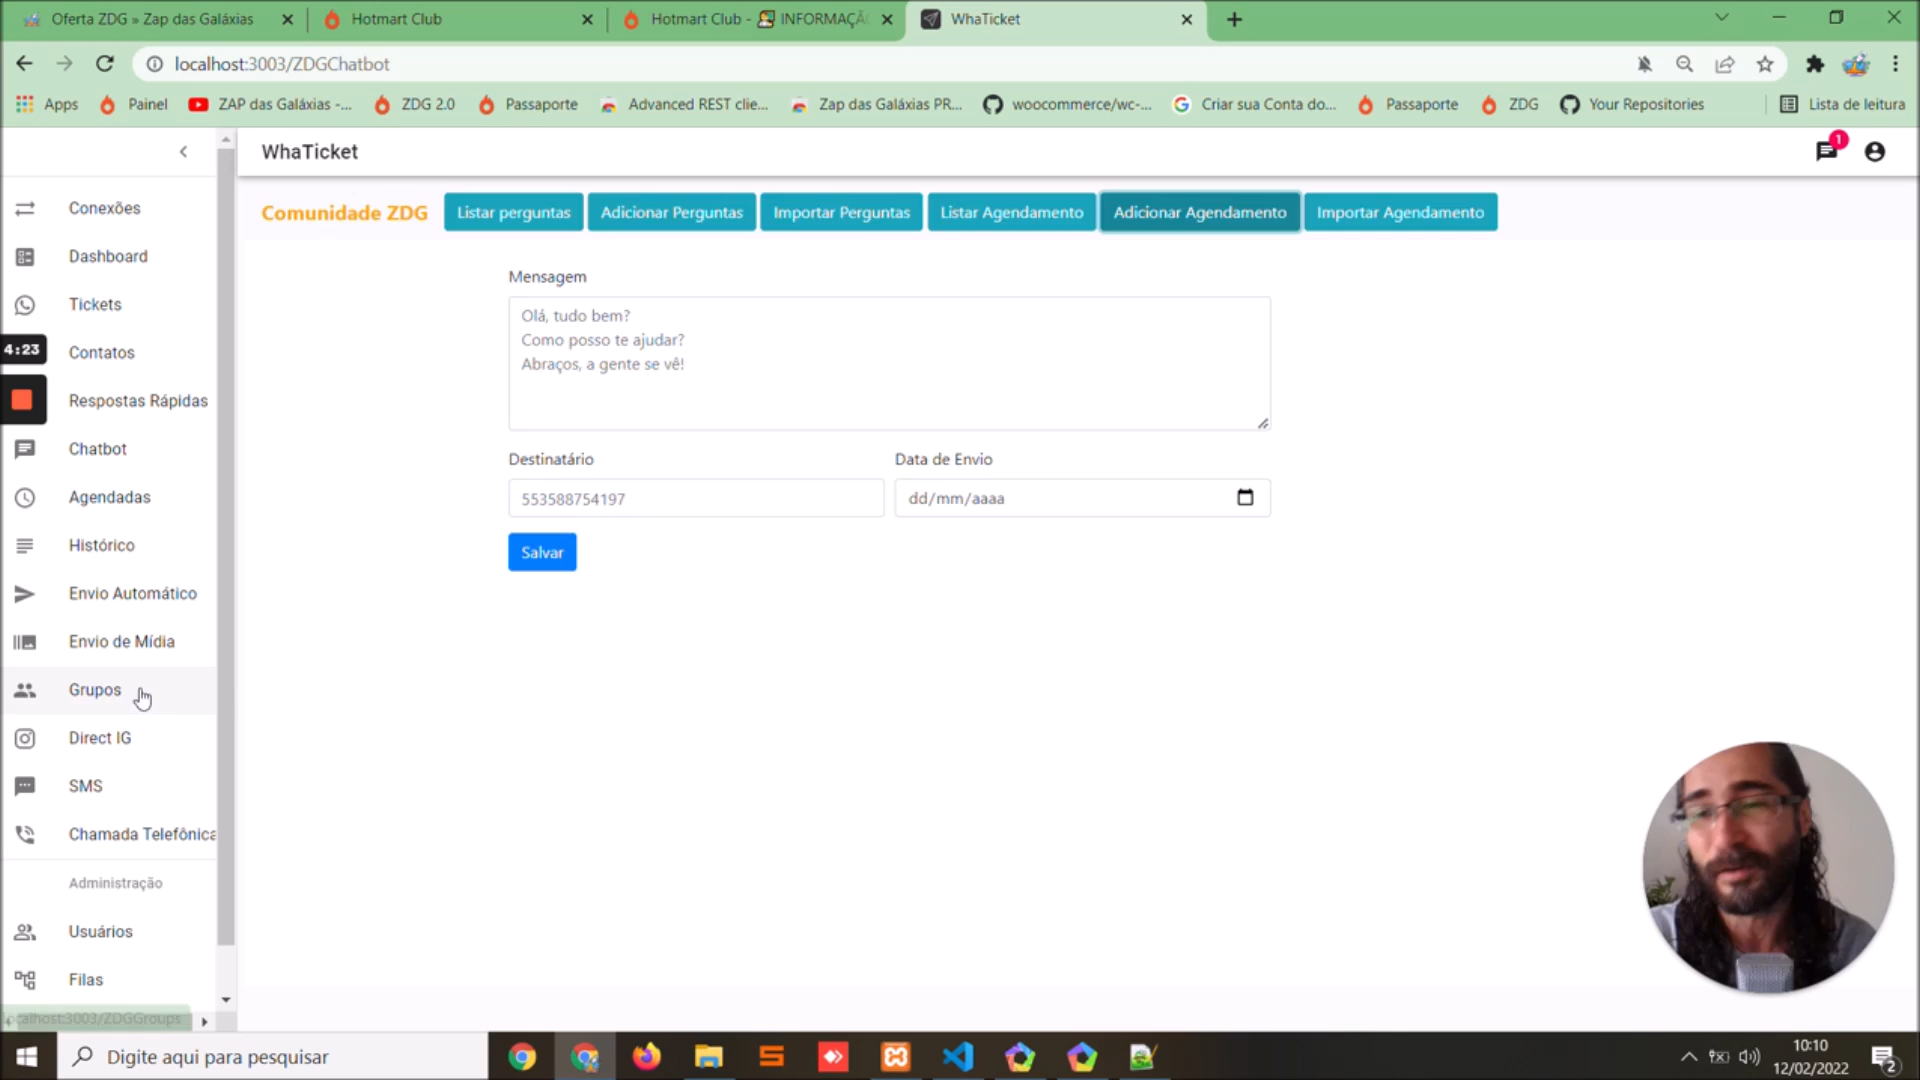 Oferta ZDG » Zap das Galáxias
Hotmart Club
Hotmart Club - INFORMAÇÃ
WhaTicket
localhost:3003/ZDGChatbot
Apps
Painel
ZAP das Galáxias -...
ZDG 2.0
Passaporte
Advanced REST clie...
Zap das Galáxias PR...
woocommerce/wc-...
Criar sua Conta do...
Passaporte
ZDG
Your Repositories
Lista de leitura
WhaTicket
1
Conexões
Dashboard
Tickets
4:23
Contatos
Respostas Rápidas
Chatbot
Agendadas
Histórico
Envio Automático
Envio de Mídia
Grupos
Direct IG
SMS
Chamada Telefônica
Administração
Usuários
Filas
localhost:3003/ZDGGroups
Comunidade ZDG
Listar perguntas
Adicionar Perguntas
Importar Perguntas
Listar Agendamento
Adicionar Agendamento
Importar Agendamento
Mensagem
Olá, tudo bem?
Como posso te ajudar?
Abraços, a gente se vê!
Destinatário
Data de Envio
553588754197
dd/mm/aaaa
Salvar
Digite aqui para pesquisar
10:10
12/02/2022
2